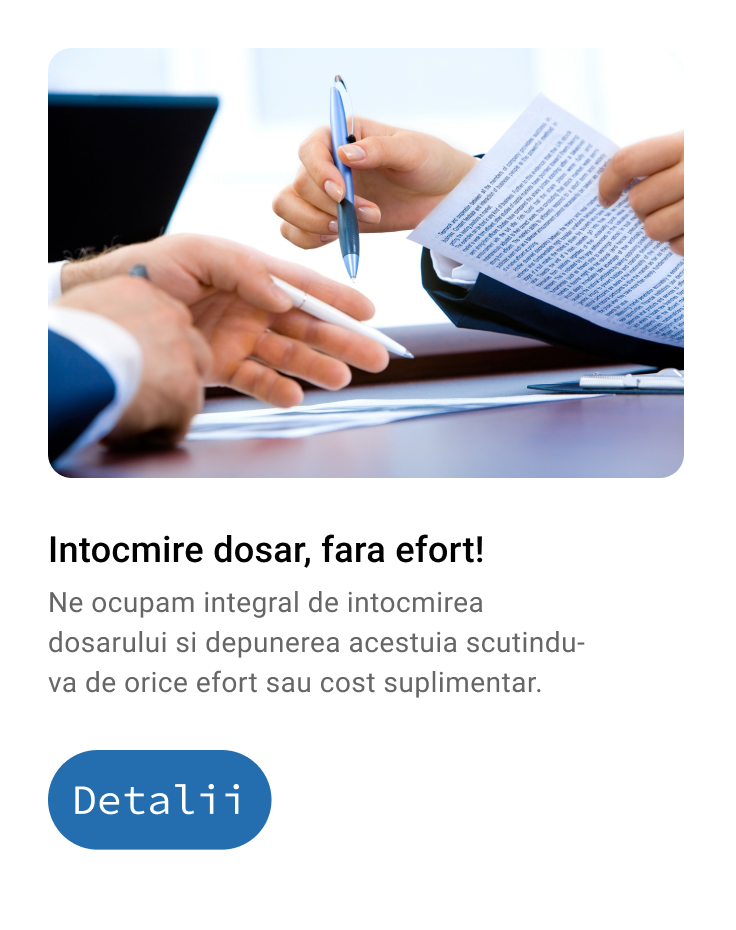 Intocmire dosar, fara efort!
Ne ocupam integral de intocmirea
dosarului si depunerea acestuia scutindu-
va de orice efort sau cost suplimentar.
Detalii